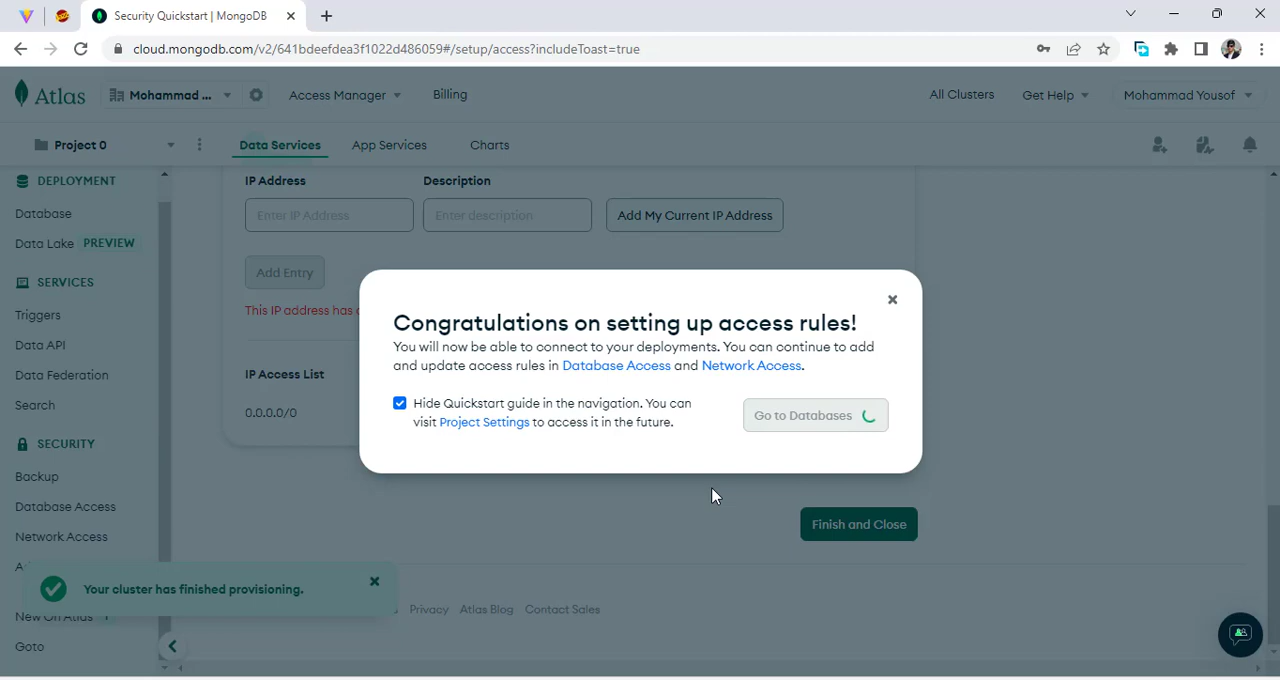 Security Quickstart | MongoDB
cloud.mongodb.com/v2/641bdeefdea3f1022d486059#/setup/access?includeToast=true
Atlas
Mohammad ...
Access Manager
Billing
All Clusters
Get Help
Mohammad Yousof
Project 0
Data Services
App Services
Charts
DEPLOYMENT
Database
Data Lake PREVIEW
SERVICES
Triggers
Data API
Data Federation
Search
SECURITY
Backup
Database Access
Network Access
New On Atlas
Goto
IP Address
Description
Enter IP Address
Enter description
Add My Current IP Address
Add Entry
This IP address has
IP Access List
0.0.0.0/0
Congratulations on setting up access rules!
You will now be able to connect to your deployments. You can continue to add
and update access rules in Database Access and Network Access.
Hide Quickstart guide in the navigation. You can
visit Project Settings to access it in the future.
Go to Databases
Finish and Close
Your cluster has finished provisioning.
Privacy
Atlas Blog
Contact Sales